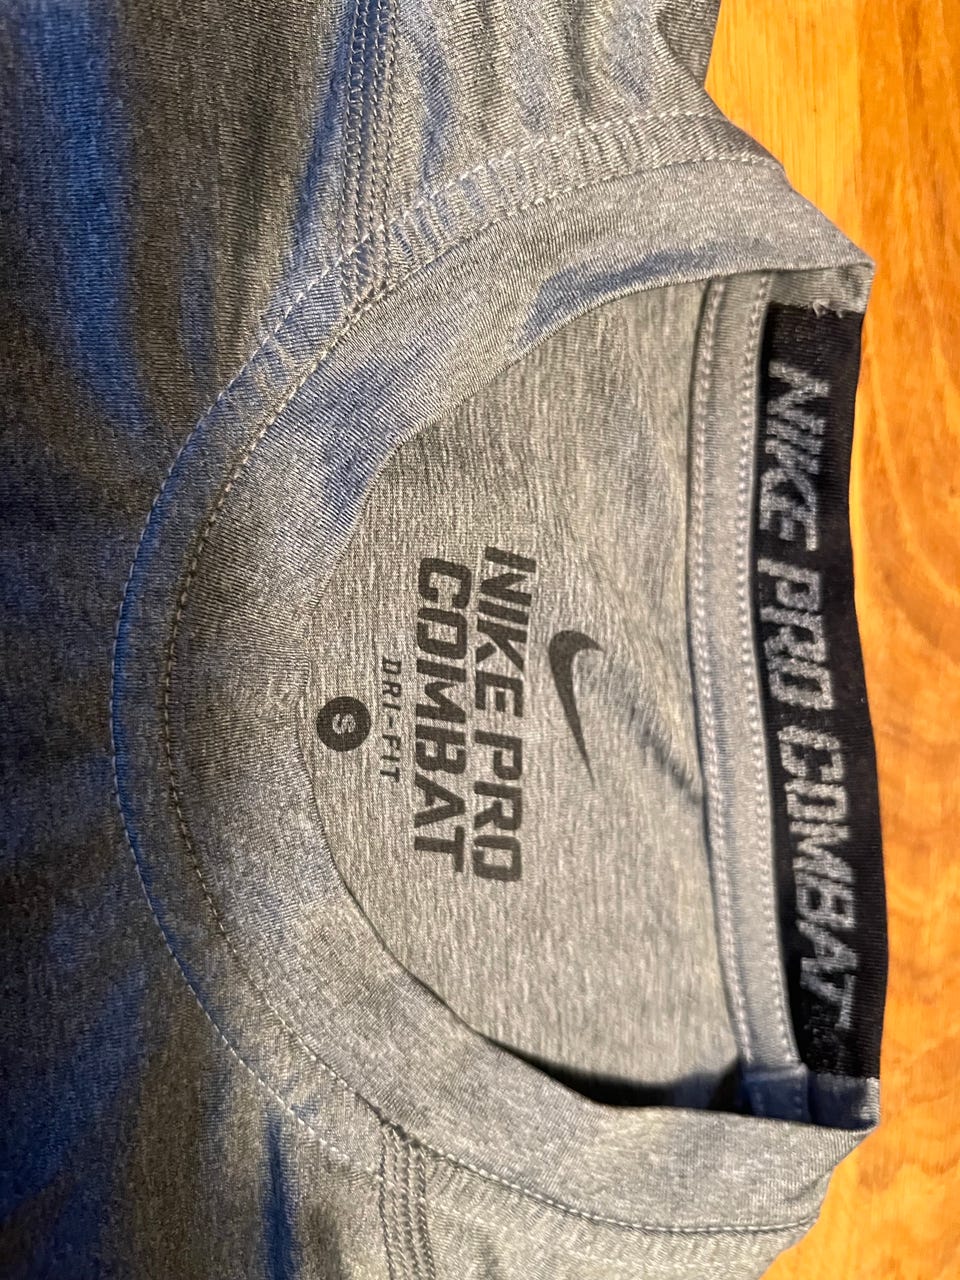 NIKE PRO COMBAT
NIKE PRO
COMBAT
DRI-FIT
S